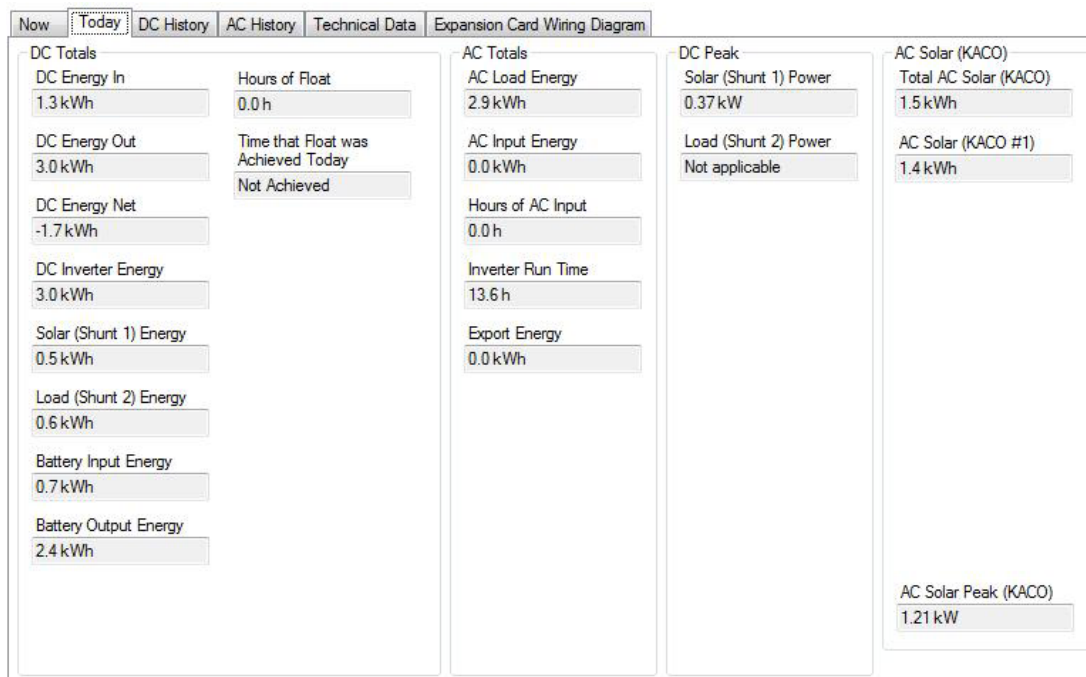 Now Today DC History AC History Technical Data Expansion Card Wiring Diagram
DC Totals
DC Energy In
1.3 kWh
DC Energy Out
3.0 kWh
DC Energy Net
-1.7 kWh
DC Inverter Energy
3.0 kWh
Solar (Shunt 1) Energy
0.5 kWh
Load (Shunt 2) Energy
0.6 kWh
Battery Input Energy
0.7 kWh
Battery Output Energy
2.4 kWh
Hours of Float
0.0 h
Time that Float was
Achieved Today
Not Achieved
AC Totals
AC Load Energy
2.9 kWh
AC Input Energy
0.0 kWh
Hours of AC Input
0.0 h
Inverter Run Time
13.6 h
Export Energy
0.0 kWh
DC Peak
Solar (Shunt 1) Power
0.37 kW
Load (Shunt 2) Power
Not applicable
AC Solar (KACO)
Total AC Solar (KACO)
1.5 kWh
AC Solar (KACO #1)
1.4 kWh
AC Solar Peak (KACO)
1.21 kW